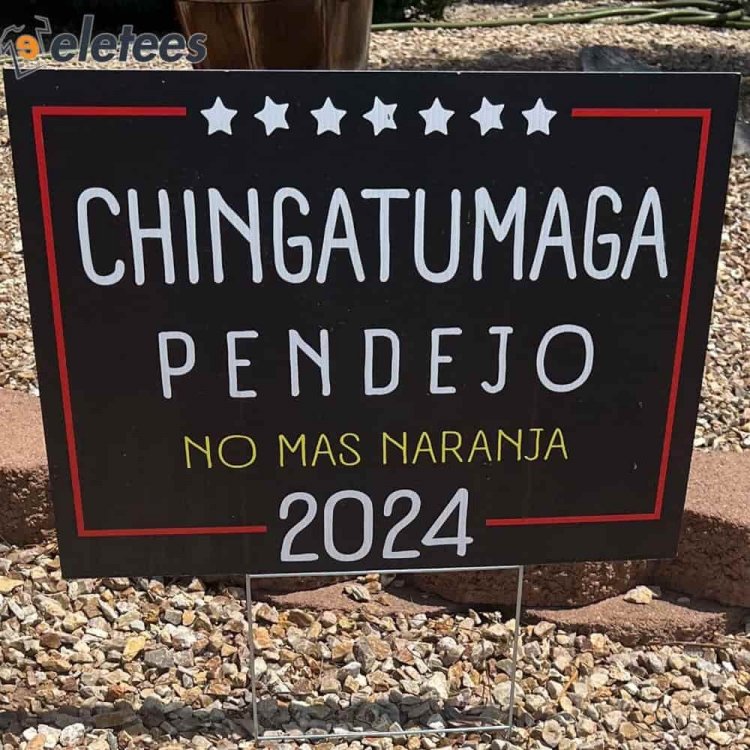 eletees
CHINGATUMAGA
PENDEJO
NO MAS NARANJA
2024